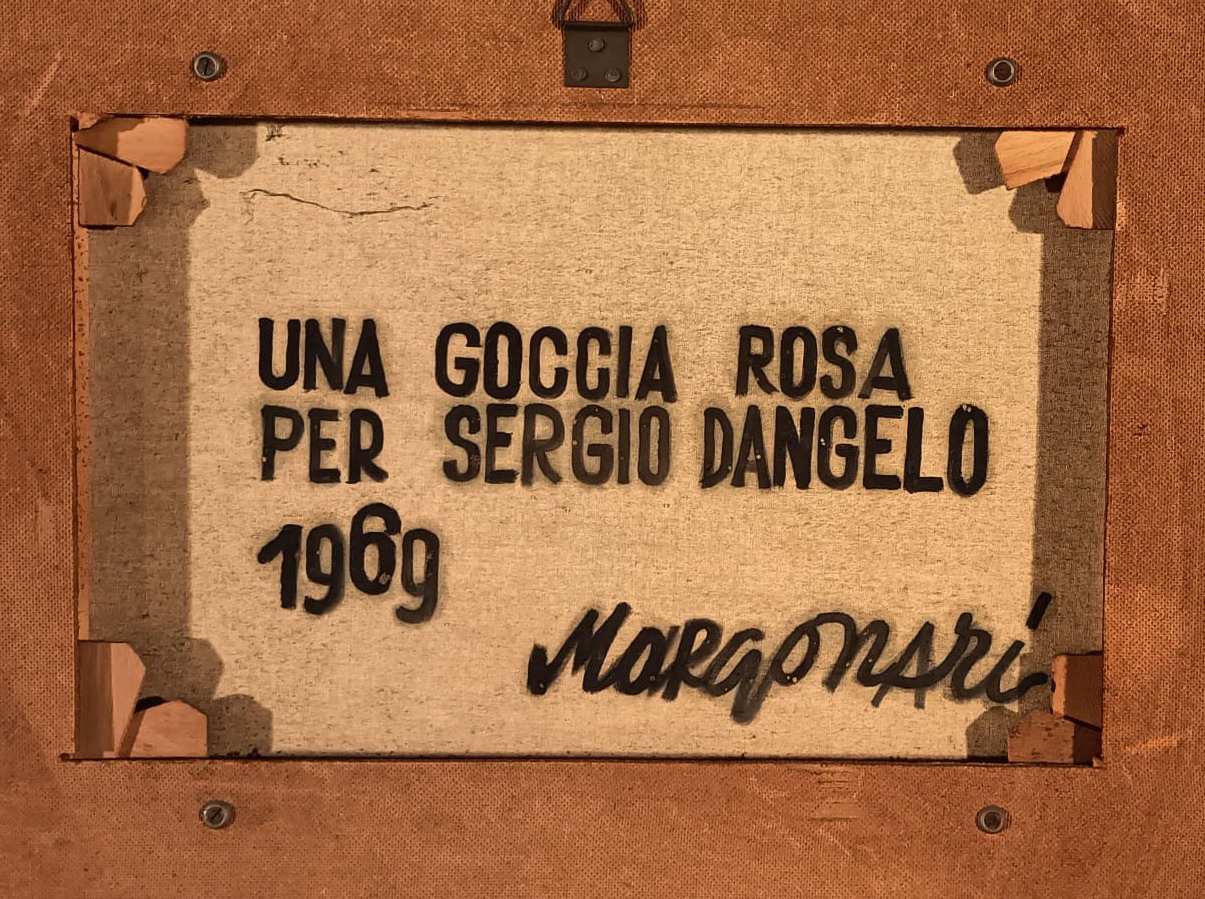 UNA GOCCIA ROSA
PER SERGIO DANGELO
1969
Margonari